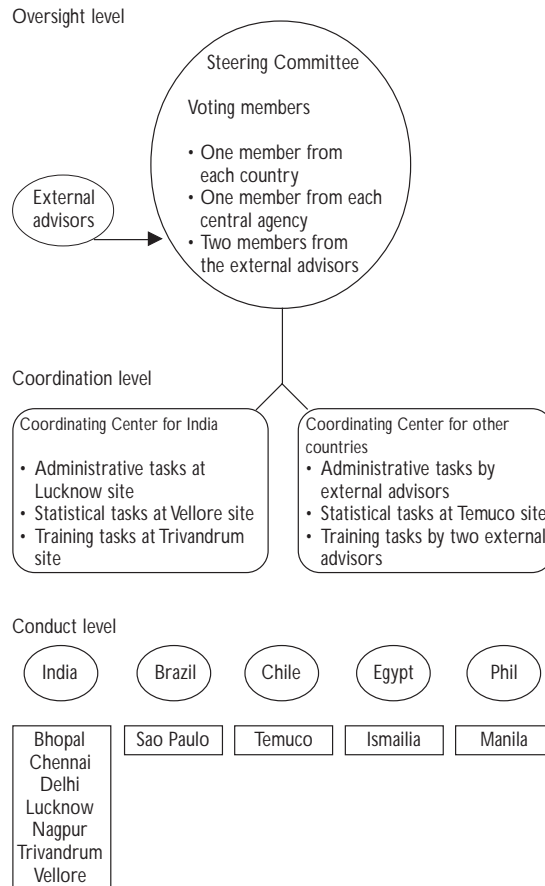 Oversight level
Steering Committee
Voting members
• One member from
each country
• One member from each
central agency
• Two members from
the external advisors
External
advisors
Coordination level
Coordinating Center for India
• Administrative tasks at
Lucknow site
• Statistical tasks at Vellore site
• Training tasks at Trivandrum
site
Coordinating Center for other
countries
• Administrative tasks by
external advisors
• Statistical tasks at Temuco site
• Training tasks by two external
advisors
Conduct level
India
Brazil
Chile
Egypt
Phil
Bhopal
Chennai
Delhi
Lucknow
Nagpur
Trivandrum
Vellore
Sao Paulo
Temuco
Ismailia
Manila